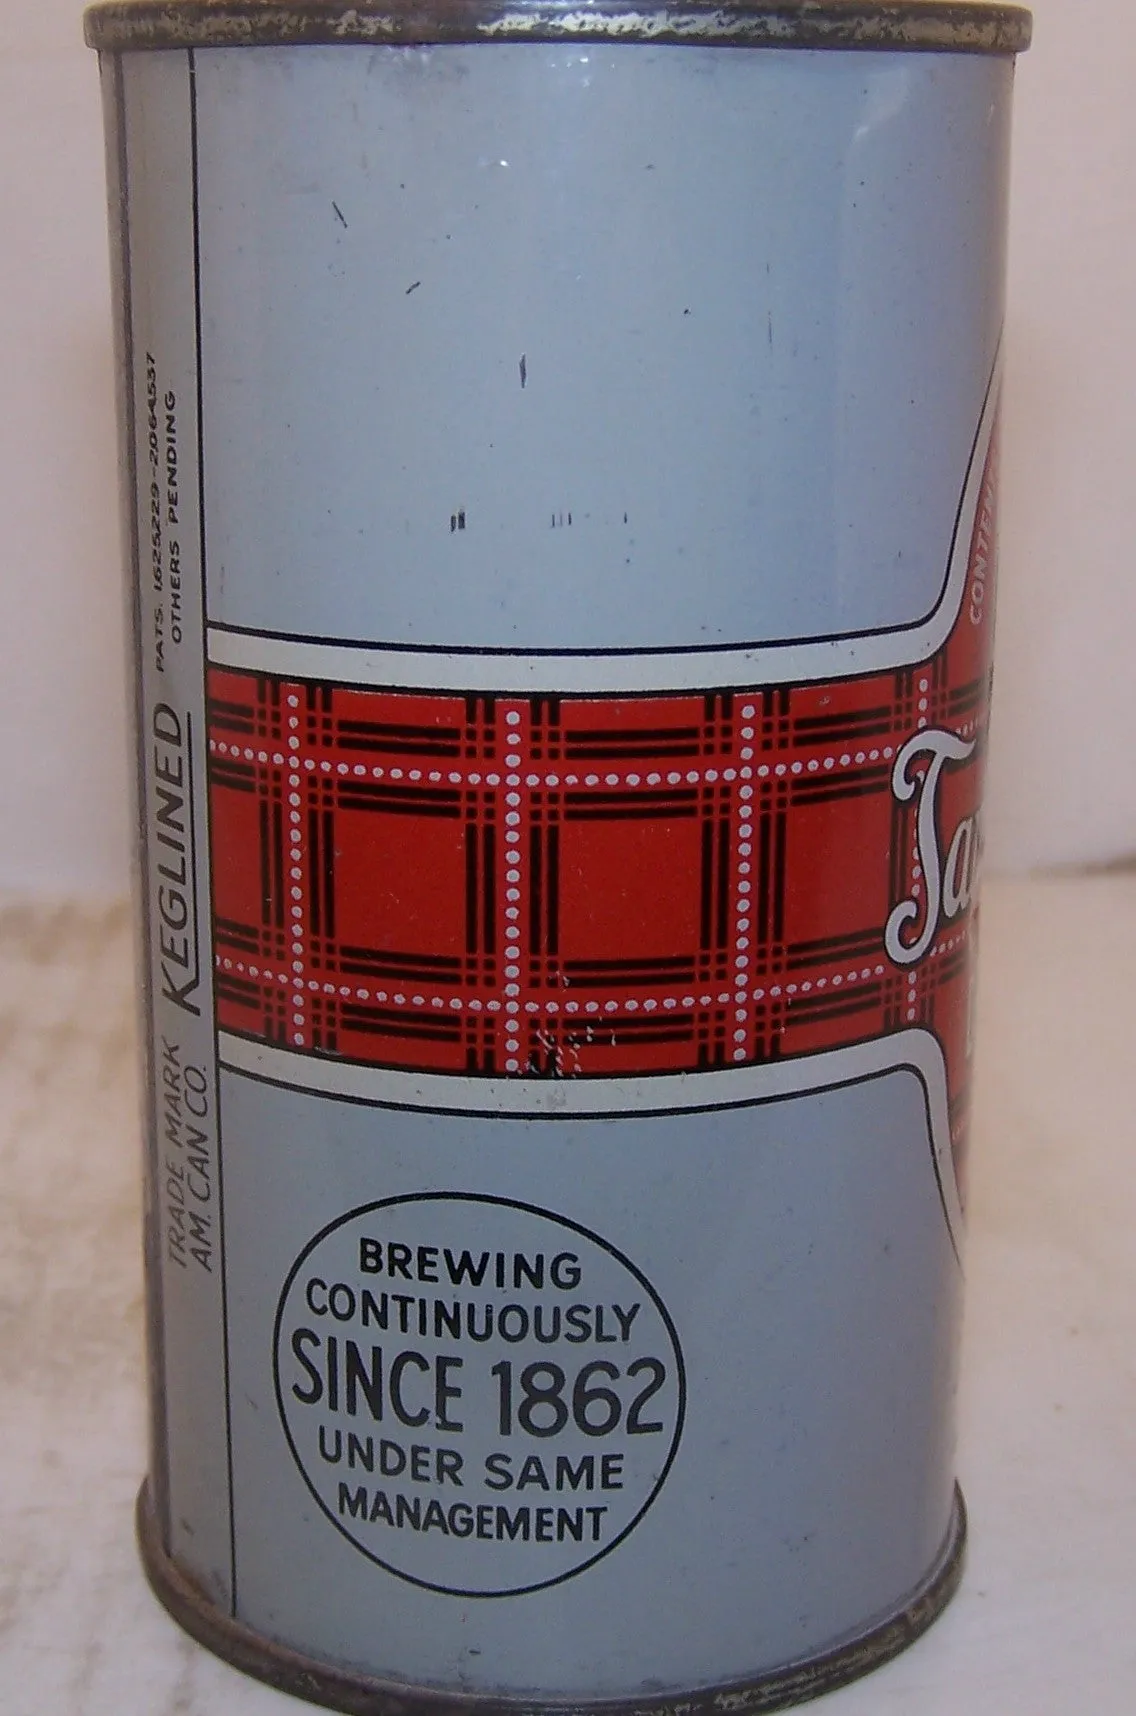 TRADE MARK KEGLINED PATS. 1625229-2064537
AM. CAN CO. OTHERS PENDING
BREWING
CONTINUOUSLY
SINCE 1862
UNDER SAME
MANAGEMENT